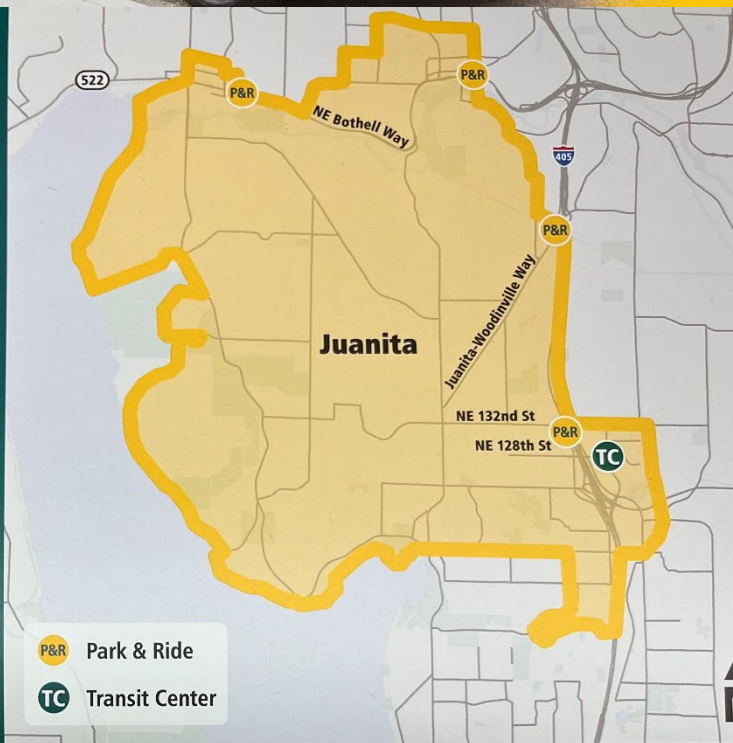 522
P&R
P&R
NE Bothell Way
405
P&R
Juanita-Woodinville Way
Juanita
NE 132nd St
P&R
NE 128th St
TC
P&R Park & Ride
TC Transit Center